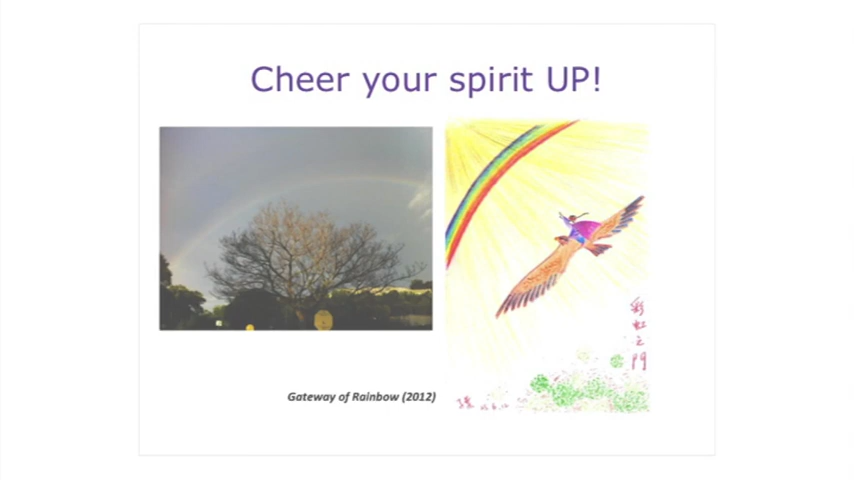 Cheer your spirit UP!
彩虹之門
Gateway of Rainbow (2012)